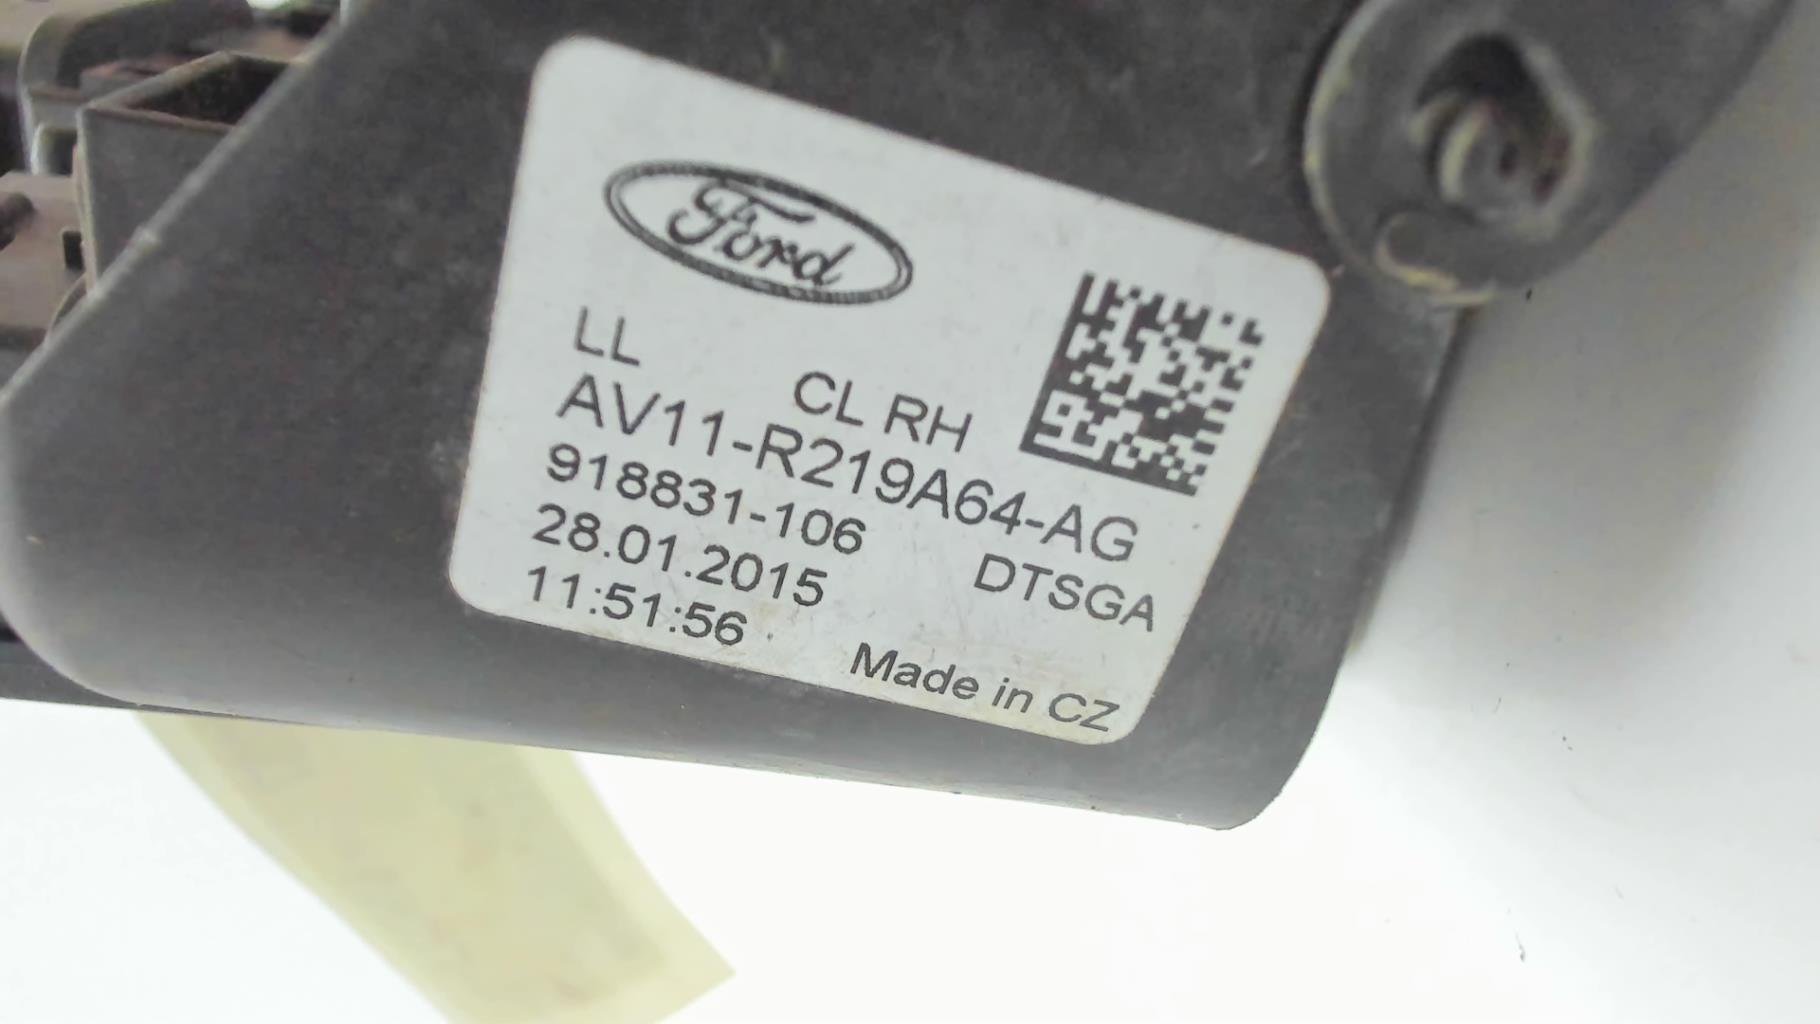 Ford
LL
CL RH
AV11-R219A64-AG
918831-106
DTSGA
28.01.2015
11:51:56
Made in CZ